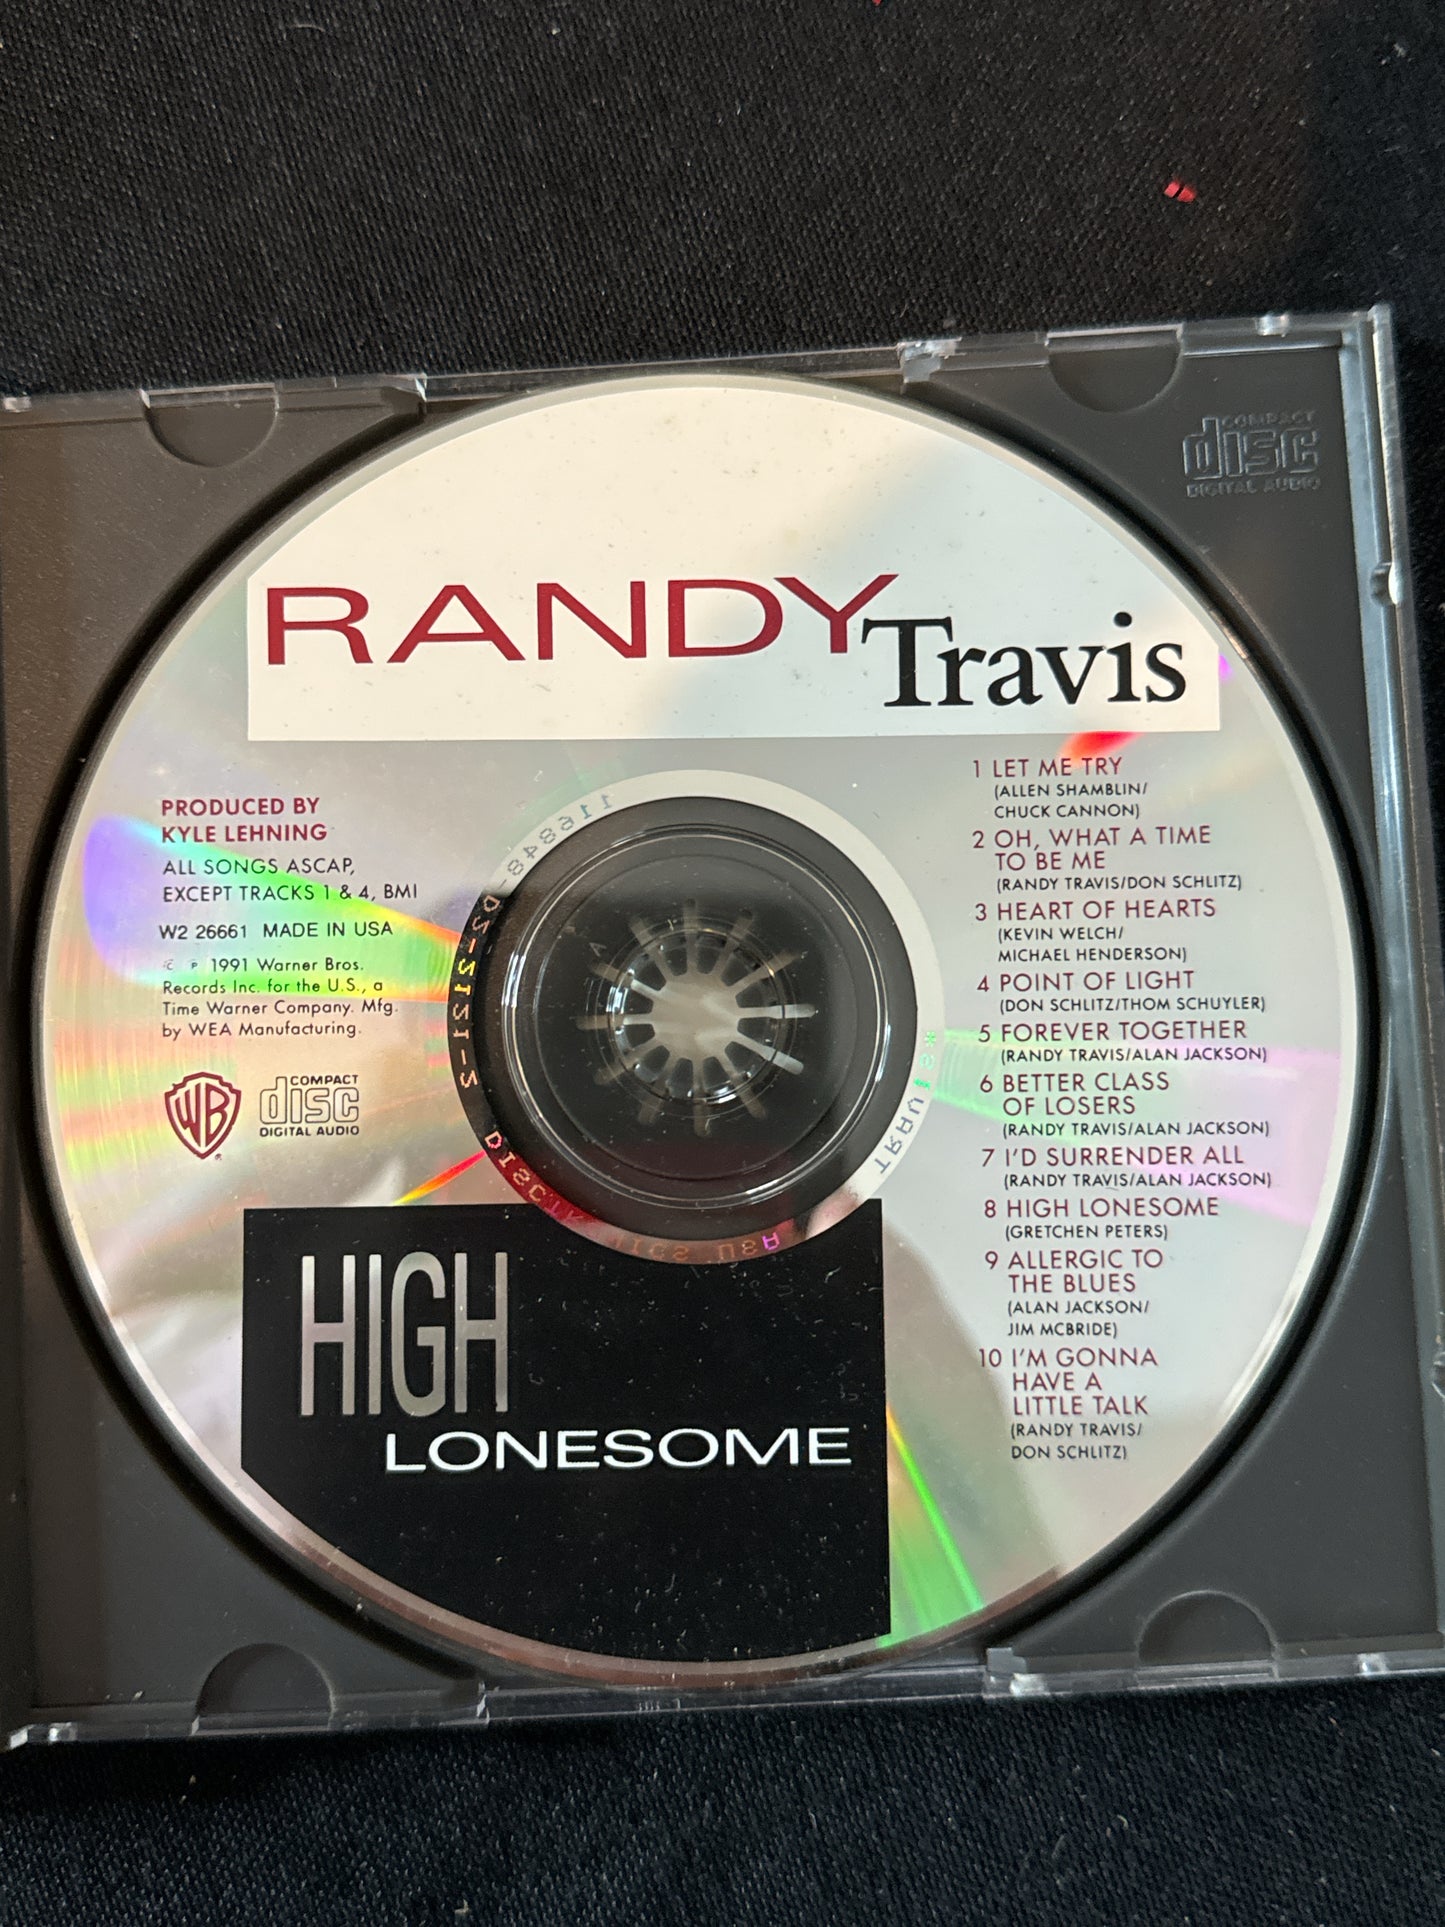 COMPACT
disc
DIGITAL AUDIO
RANDY
Travis
PRODUCED BY
KYLE LEHNING
ALL SONGS ASCAP,
EXCEPT TRACKS 1 & 4, BMI
W2 26661 MADE IN USA
© ℗ 1991 Warner Bros.
Records Inc. for the U.S., a
Time Warner Company. Mfg.
by WEA Manufacturing.
WB
®
COMPACT
disc
DIGITAL AUDIO
1 LET ME TRY
(ALLEN SHAMBLIN/
CHUCK CANNON)
2 OH, WHAT A TIME
TO BE ME
(RANDY TRAVIS/DON SCHLITZ)
3 HEART OF HEARTS
(KEVIN WELCH/
MICHAEL HENDERSON)
4 POINT OF LIGHT
(DON SCHLITZ/THOM SCHUYLER)
5 FOREVER TOGETHER
(RANDY TRAVIS/ALAN JACKSON)
6 BETTER CLASS
OF LOSERS
(RANDY TRAVIS/ALAN JACKSON)
7 I'D SURRENDER ALL
(RANDY TRAVIS/ALAN JACKSON)
8 HIGH LONESOME
(GRETCHEN PETERS)
9 ALLERGIC TO
THE BLUES
(ALAN JACKSON/
JIM MCBRIDE)
10 I'M GONNA
HAVE A
LITTLE TALK
(RANDY TRAVIS/
DON SCHLITZ)
HIGH
LONESOME